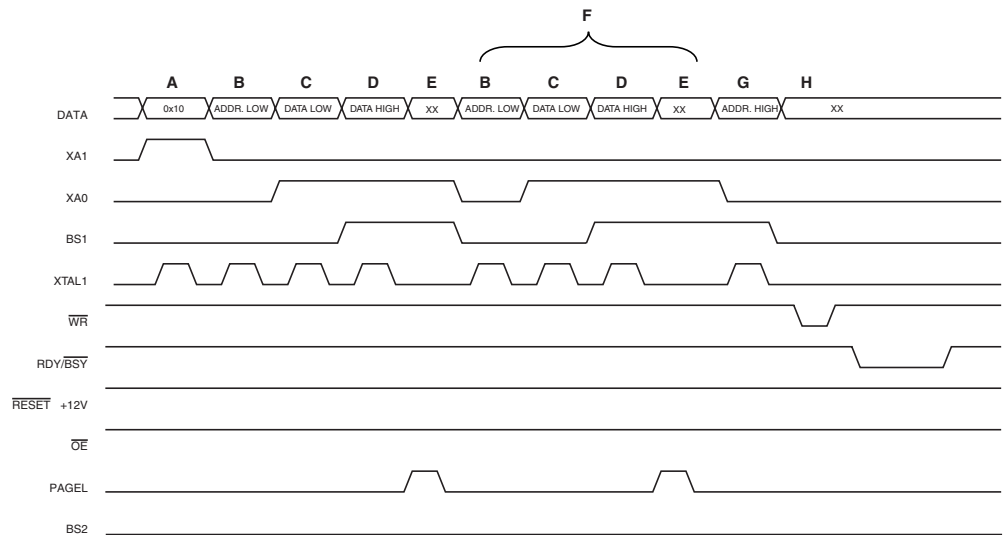 F
A B C D E B C D E G H
DATA 0x10 ADDR. LOW DATA LOW DATA HIGH XX ADDR. LOW DATA LOW DATA HIGH XX ADDR. HIGH XX
XA1
XA0
BS1
XTAL1
WR
RDY/BSY
RESET +12V
OE
PAGEL
BS2